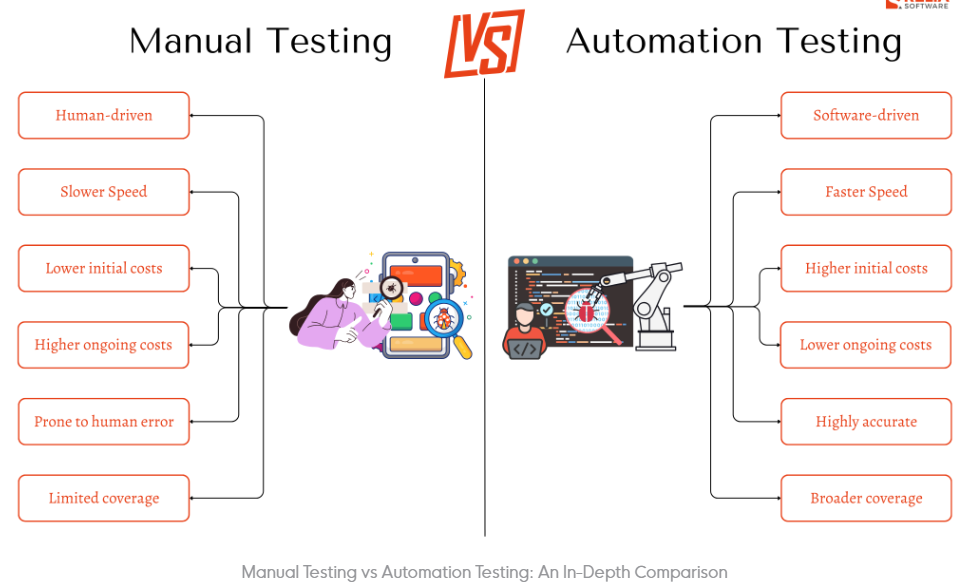 SOFTWARE
Manual Testing
VS
Automation Testing
Human-driven
Slower Speed
Lower initial costs
Higher ongoing costs
Prone to human error
Limited coverage
Software-driven
Faster Speed
Higher initial costs
Lower ongoing costs
Highly accurate
Broader coverage
Manual Testing vs Automation Testing: An In-Depth Comparison